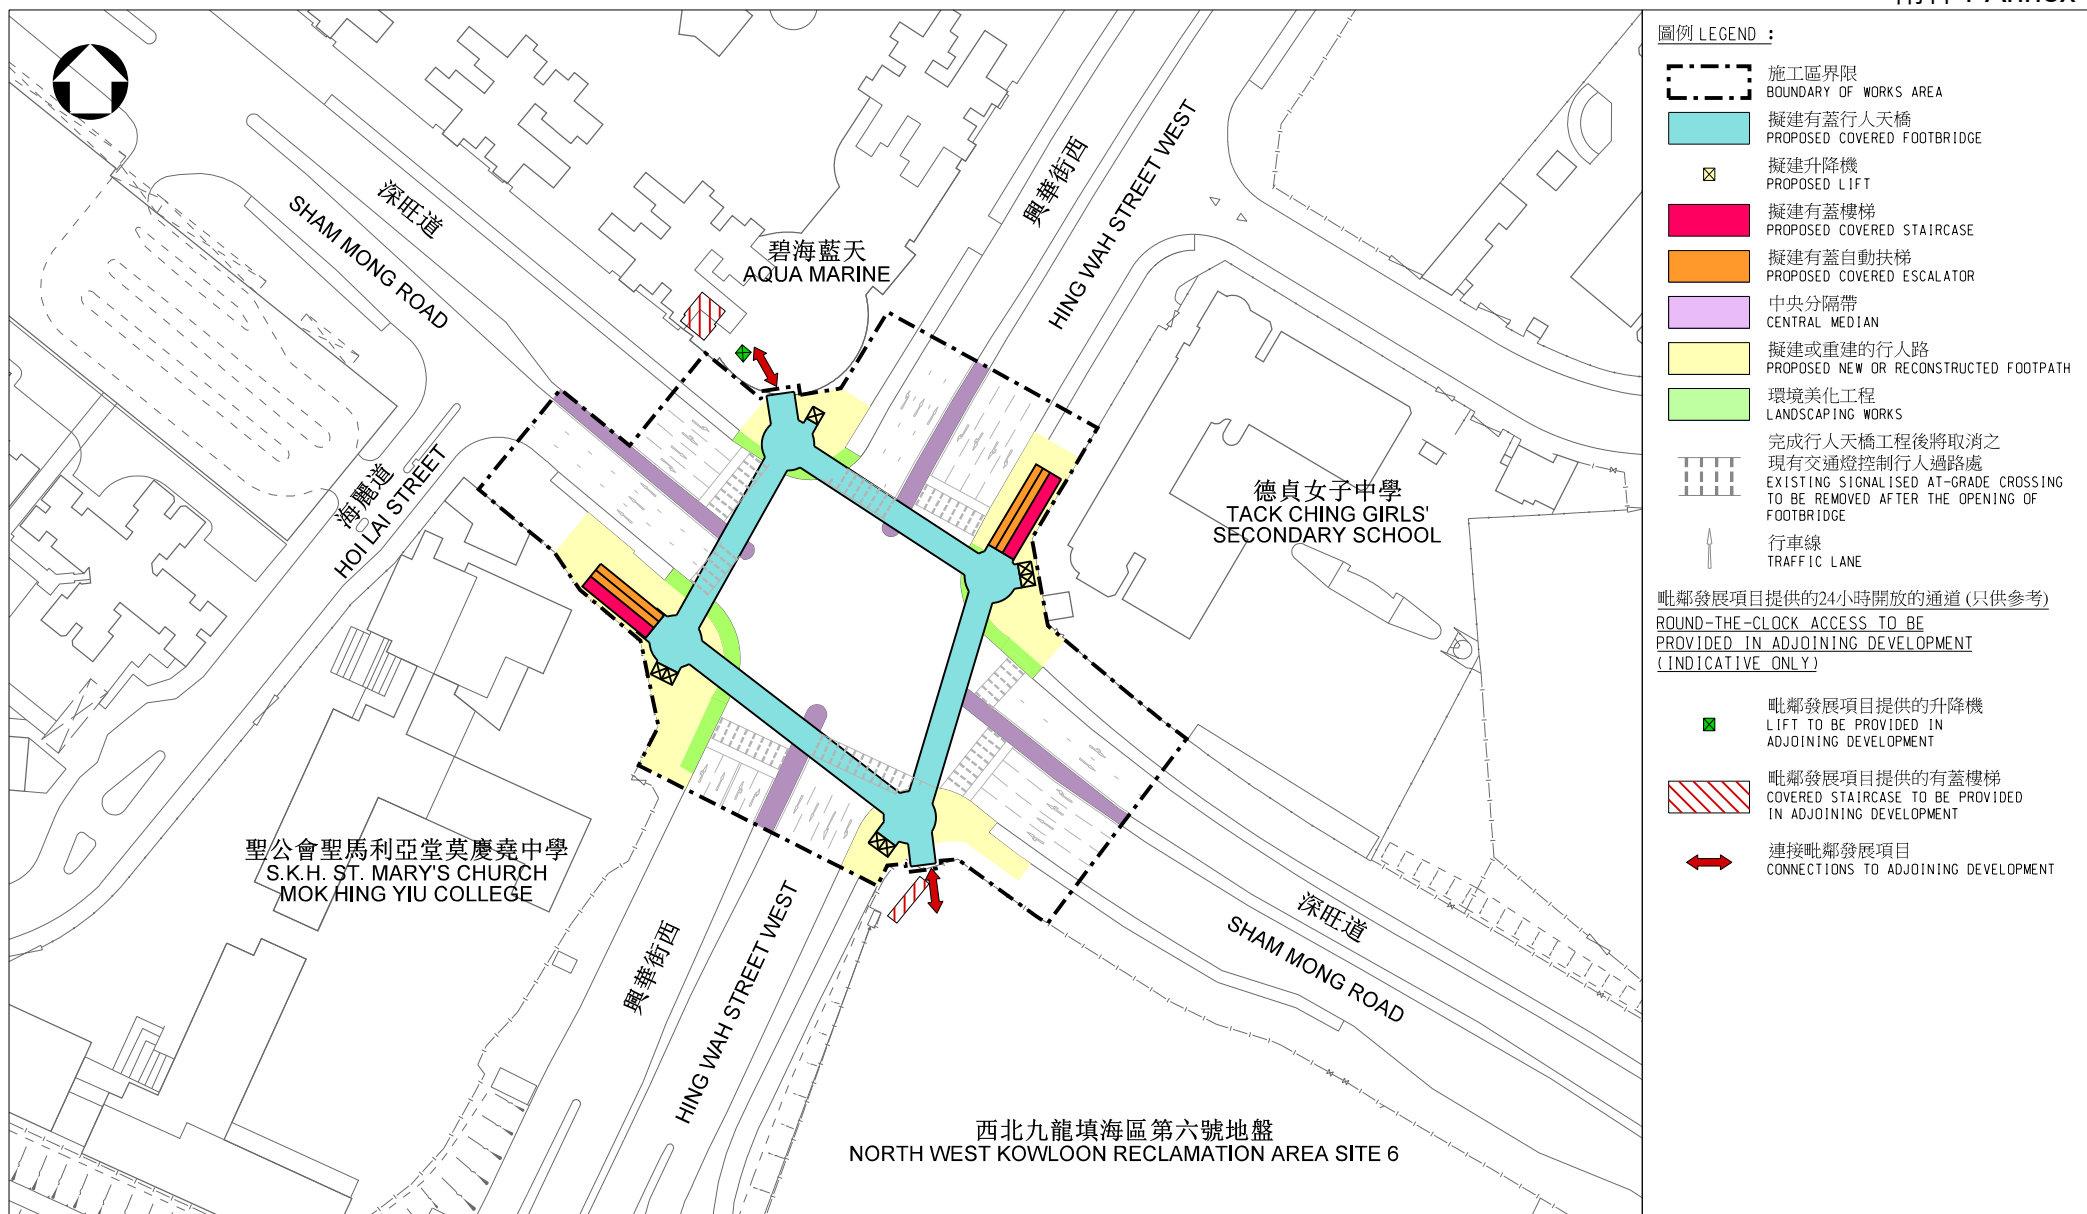 深旺道
SHAM MONG ROAD
碧海藍天
AQUA MARINE
興華街西
HING WAH STREET WEST
海麗道
HOI LAI STREET
德貞女子中學
TACK CHING GIRLS'
SECONDARY SCHOOL
聖公會聖馬利亞堂莫慶堯中學
S.K.H. ST. MARY'S CHURCH
MOK HING YIU COLLEGE
興華街西
HING WAH STREET WEST
深旺道
SHAM MONG ROAD
西北九龍填海區第六號地盤
NORTH WEST KOWLOON RECLAMATION AREA SITE 6
圖例 LEGEND :
施工區界限
BOUNDARY OF WORKS AREA
擬建有蓋行人天橋
PROPOSED COVERED FOOTBRIDGE
擬建升降機
PROPOSED LIFT
擬建有蓋樓梯
PROPOSED COVERED STAIRCASE
擬建有蓋自動扶梯
PROPOSED COVERED ESCALATOR
中央分隔帶
CENTRAL MEDIAN
擬建或重建的行人路
PROPOSED NEW OR RECONSTRUCTED FOOTPATH
環境美化工程
LANDSCAPING WORKS
完成行人天橋工程後將取消之
現有交通燈控制行人過路處
EXISTING SIGNALISED AT-GRADE CROSSING
TO BE REMOVED AFTER THE OPENING OF
FOOTBRIDGE
行車線
TRAFFIC LANE
毗鄰發展項目提供的24小時開放的通道 (只供參考)
ROUND-THE-CLOCK ACCESS TO BE
PROVIDED IN ADJOINING DEVELOPMENT
(INDICATIVE ONLY)
毗鄰發展項目提供的升降機
LIFT TO BE PROVIDED IN
ADJOINING DEVELOPMENT
毗鄰發展項目提供的有蓋樓梯
COVERED STAIRCASE TO BE PROVIDED
IN ADJOINING DEVELOPMENT
連接毗鄰發展項目
CONNECTIONS TO ADJOINING DEVELOPMENT